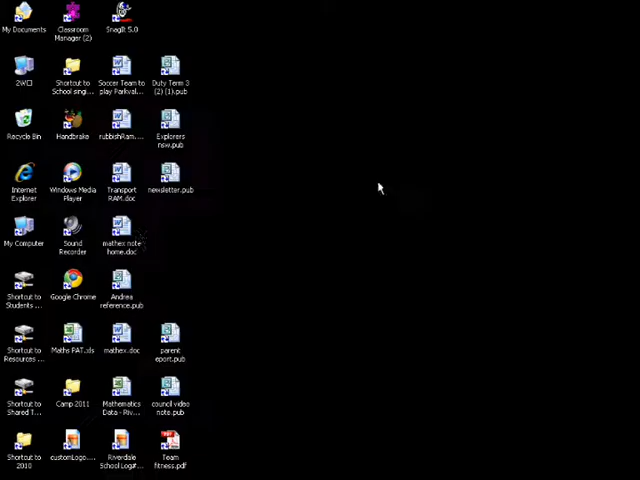 My Documents
Classroom
Manager (2)
SnagIt 5.0
Shortcut to
School singi...
Soccer Team to
play Parkval...
Duty Term 3
(2) (1).pub
Recycle Bin
Handbrake
rubbishRam....
Explorers
nsw.pub
Internet
Explorer
Windows Media
Player
Transport
RAM.doc
newsletter.pub
My Computer
Sound
Recorder
mathex note
home.doc
Shortcut to
Students ...
Google Chrome
Andrea
reference.pub
Shortcut to
Resources ...
Maths PAT.xls
mathex.doc
parent
eport.pub
Shortcut to
Shared T...
Camp 2011
Mathematics
Data - Riv...
council video
note.pub
Shortcut to
2010
customLogo....
Riverdale
School Logo...
Team
fitness.pdf